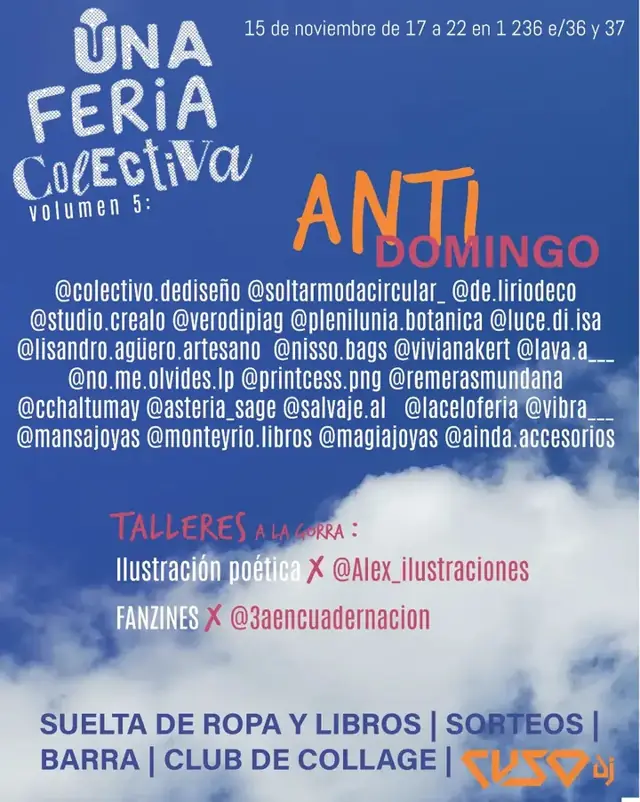 15 de noviembre de 17 a 22 en 1 236 e/36 y 37
UNA
FERiA
ColEctiVa
volumen 5:
ANTI
DOMINGO
@colectivo.dediseño @soltarmodacircular_ @de.liriodeco
@studio.crealo @verodipiag @plenilunia.botanica @luce.di.isa
@lisandro.agüero.artesano @nisso.bags @vivianakert @lava.a___
@no.me.olvides.lp @printcess.png @remerasmundana
@cchaltumay @asteria_sage @salvaje.al @laceloferia @vibra___
@mansajoyas @monteyrio.libros @magiajoyas @ainda.accesorios
TALLERES A LA GORRA :
Ilustración poética X @Alex_ilustraciones
FANZINES X @3aencuadernacion
SUELTA DE ROPA Y LIBROS | SORTEOS |
BARRA | CLUB DE COLLAGE | CUSO Dj